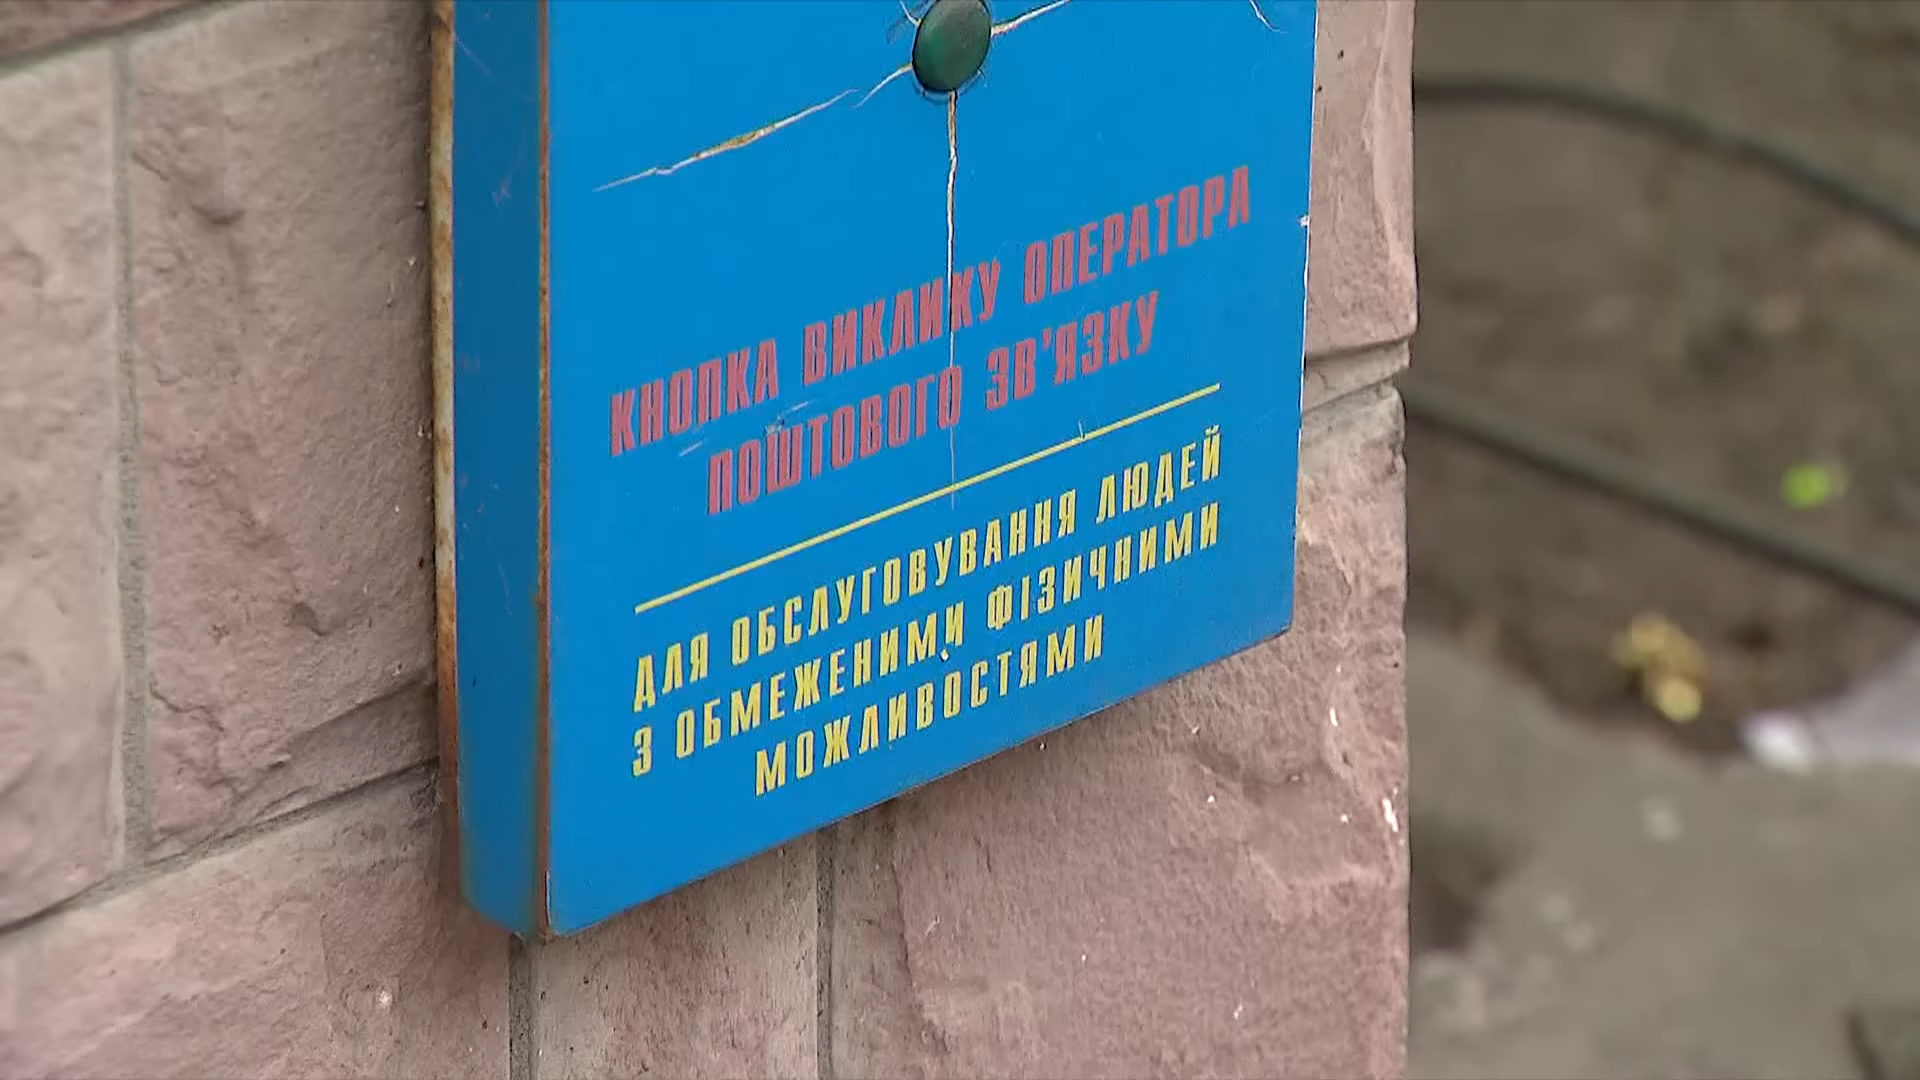 КНОПКА ВИКЛИКУ ОПЕРАТОРА
ПОШТОВОГО ЗВ'ЯЗКУ
ДЛЯ ОБСЛУГОВУВАННЯ ЛЮДЕЙ
З ОБМЕЖЕНИМИ ФІЗИЧНИМИ
МОЖЛИВОСТЯМИ